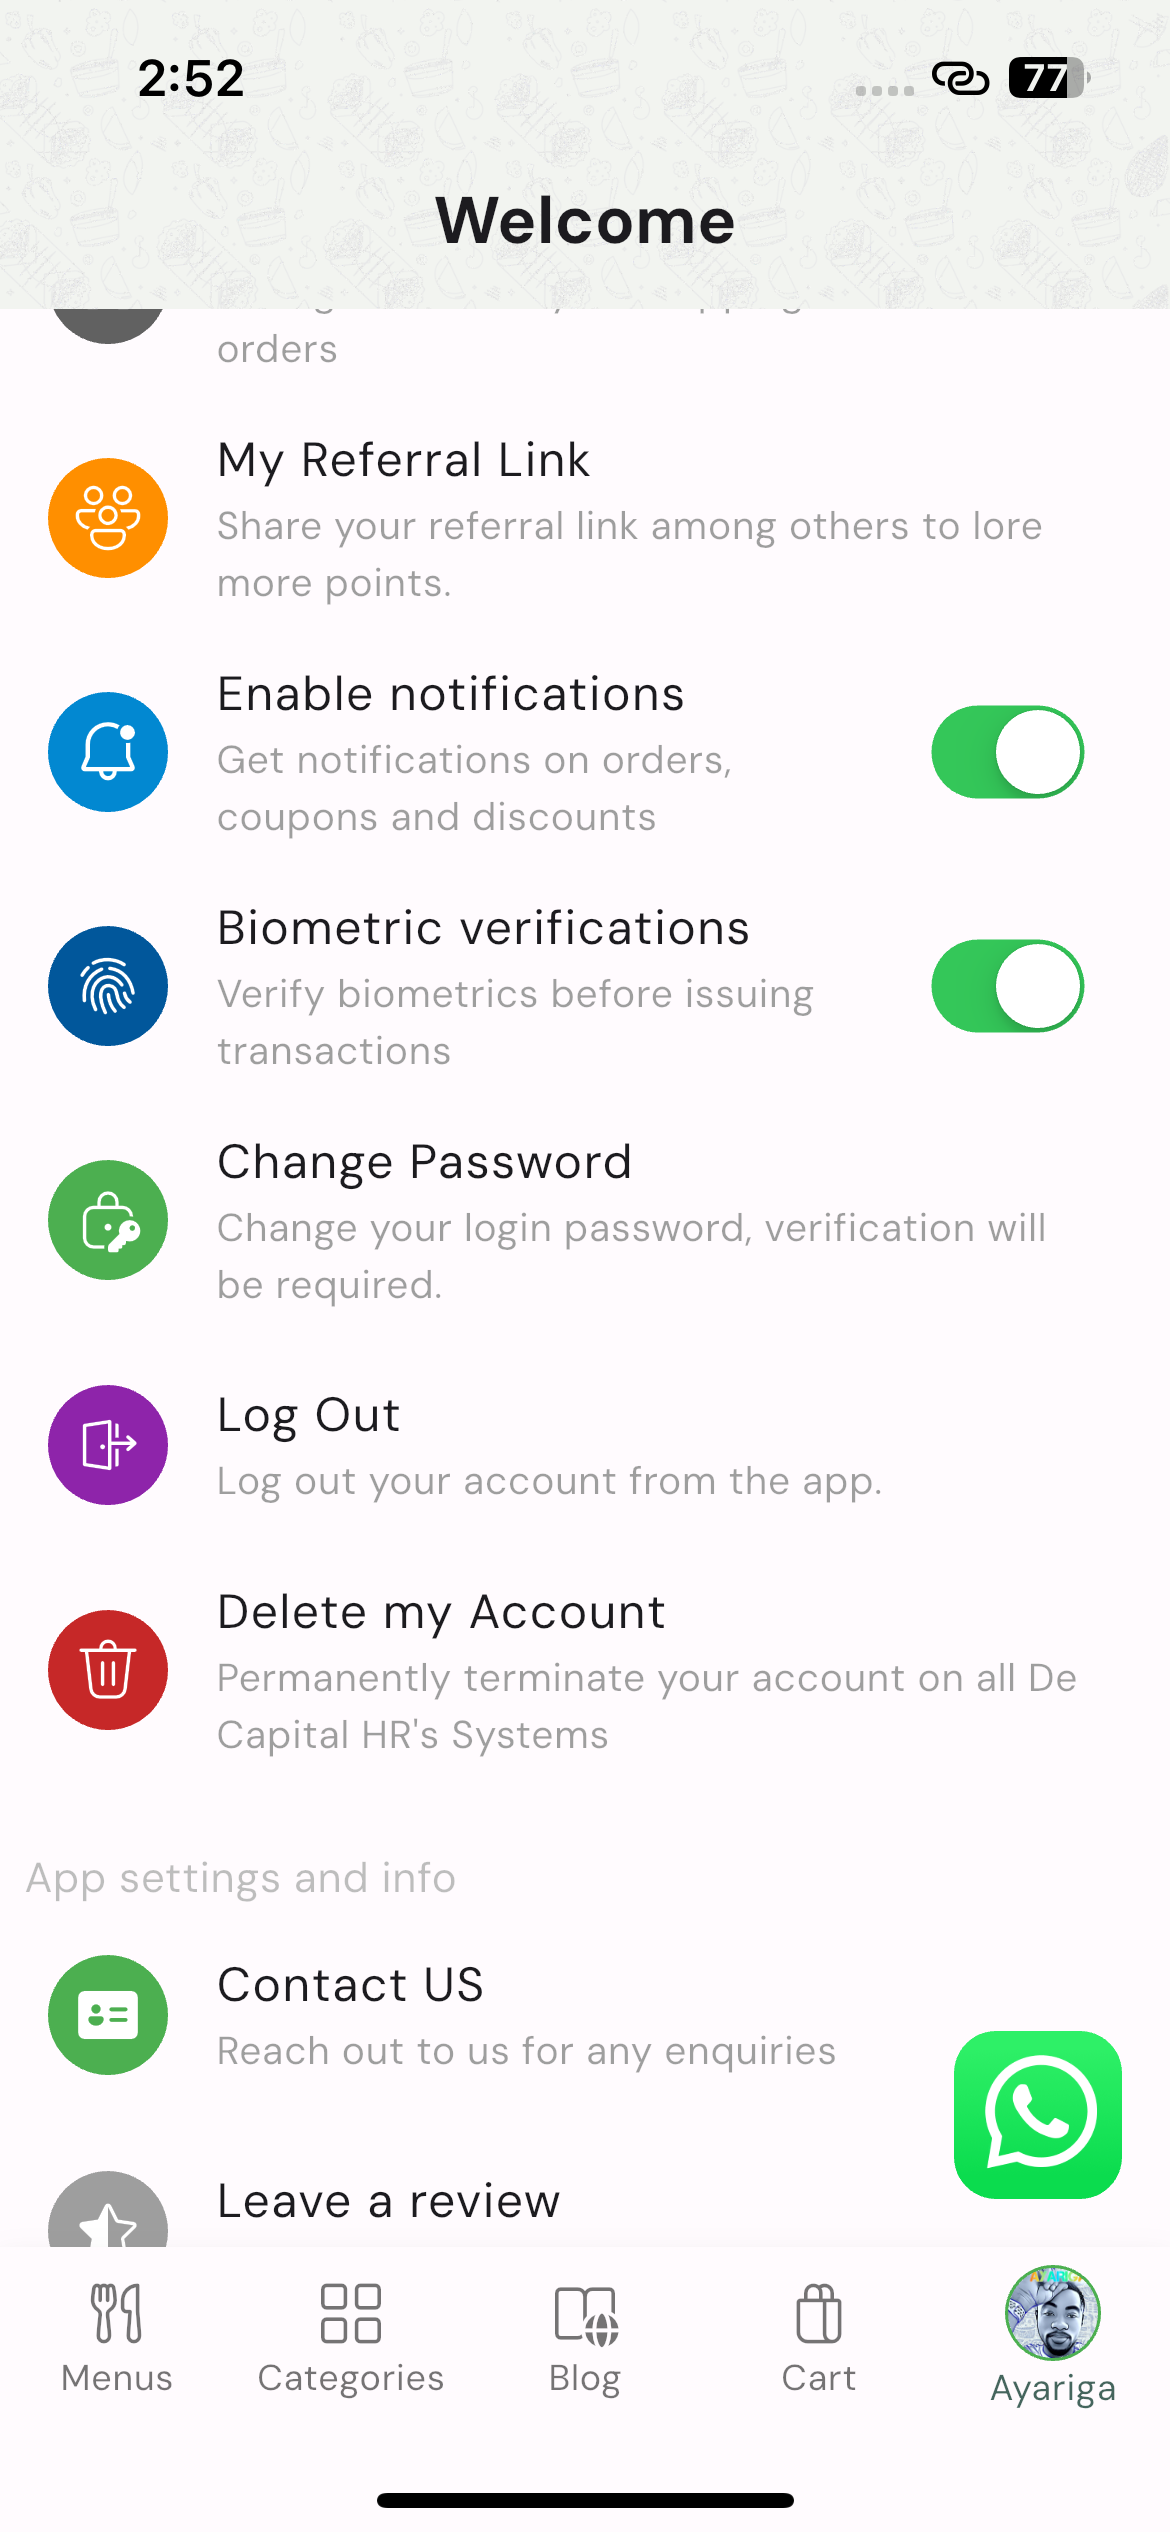 2:52
77
Welcome
orders
My Referral Link
Share your referral link among others to lore
more points.
Enable notifications
Get notifications on orders,
coupons and discounts
Biometric verifications
Verify biometrics before issuing
transactions
Change Password
Change your login password, verification will
be required.
Log Out
Log out your account from the app.
Delete my Account
Permanently terminate your account on all De
Capital HR's Systems
App settings and info
Contact US
Reach out to us for any enquiries
Leave a review
Menus
Categories
Blog
Cart
Ayariga